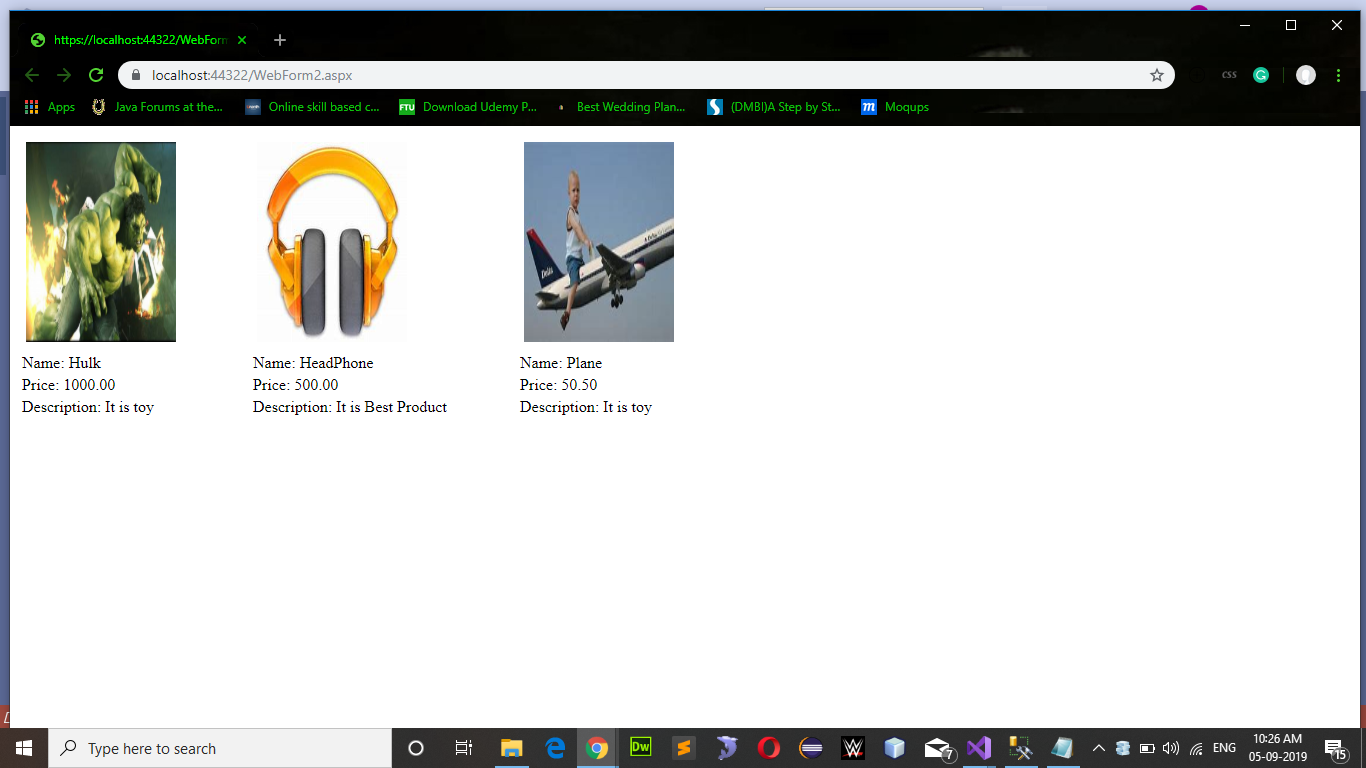 https://localhost:44322/WebForm
localhost:44322/WebForm2.aspx
CSS
Apps
Java Forums at the...
Online skill based c...
FTU
Download Udemy P...
Best Wedding Plan...
(DMBI)A Step by St...
m
Moqups
Delta
Name: Hulk
Price: 1000.00
Description: It is toy
Name: HeadPhone
Price: 500.00
Description: It is Best Product
Name: Plane
Price: 50.50
Description: It is toy
Type here to search
Dw
7
ENG
10:26 AM
05-09-2019
15